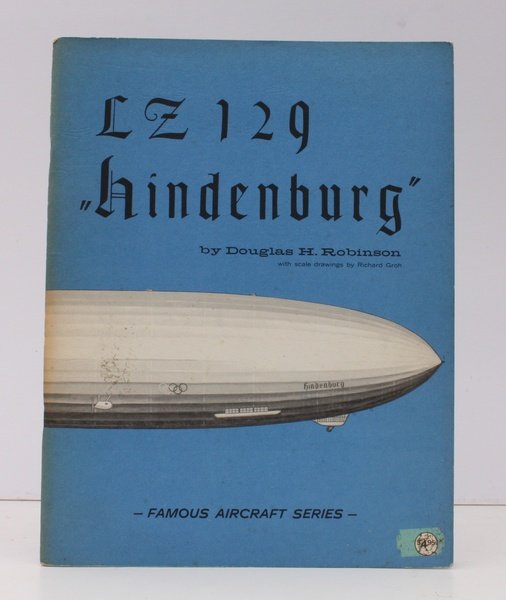 LZ 129
„Hindenburg"
by Douglas H. Robinson
with scale drawings by Richard Groh
hindenburg
– FAMOUS AIRCRAFT SERIES –